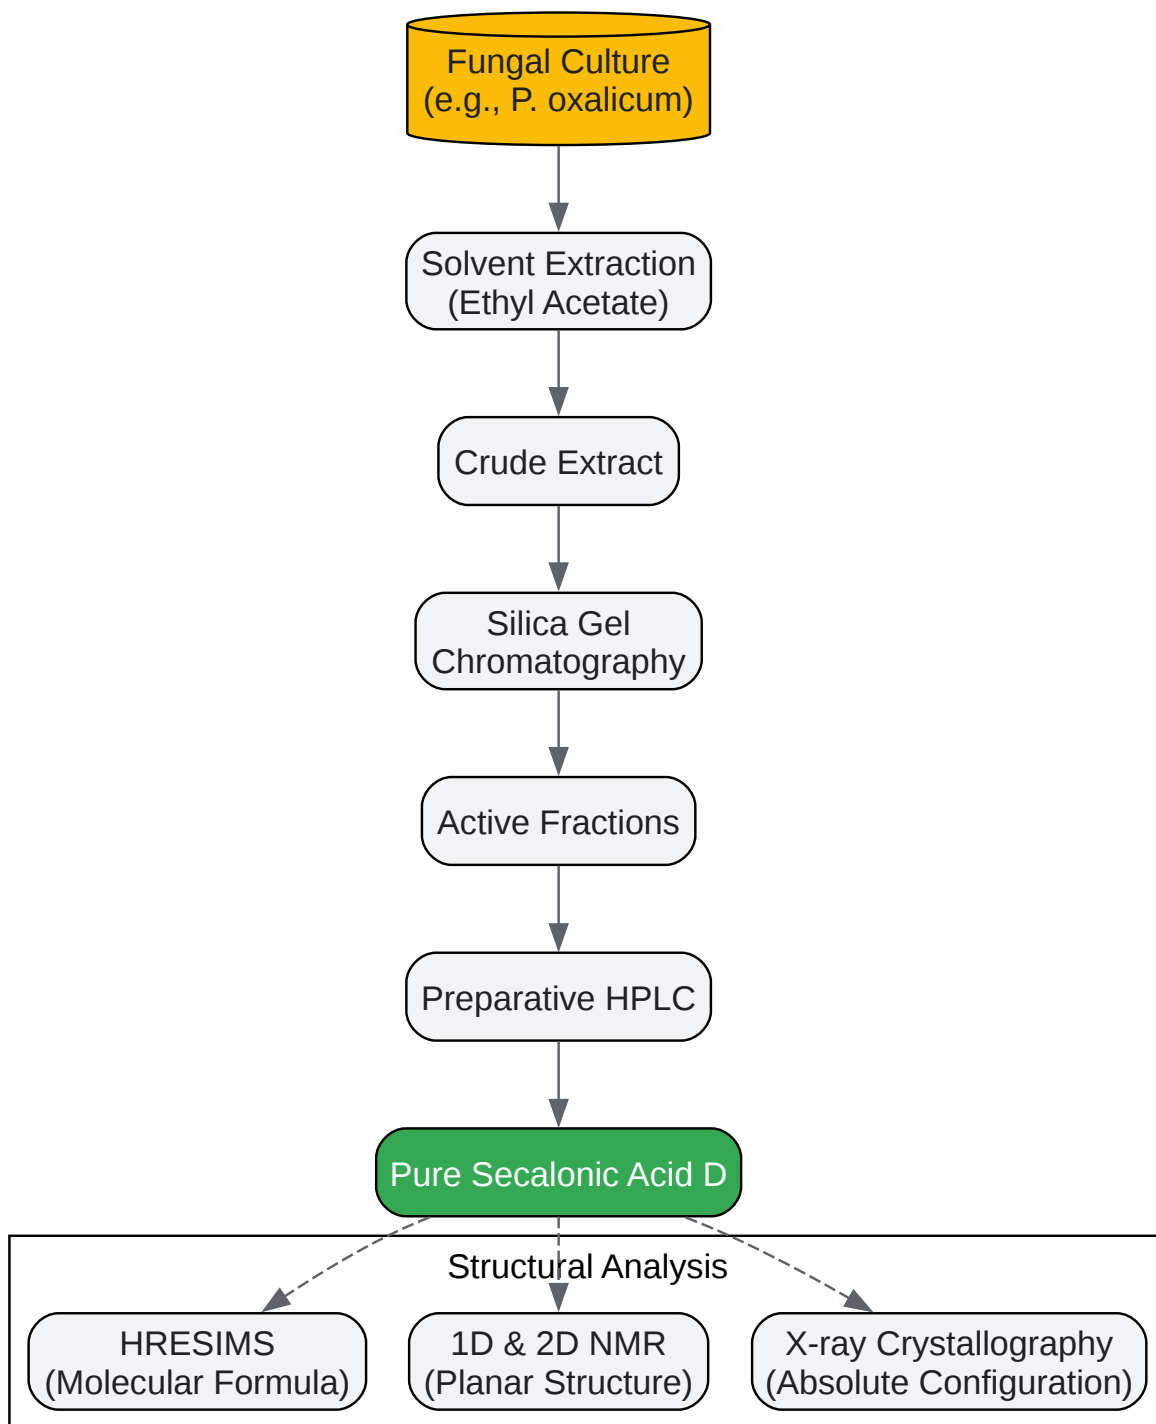 Fungal Culture
(e.g., P. oxalicum)
Solvent Extraction
(Ethyl Acetate)
Crude Extract
Silica Gel
Chromatography
Active Fractions
Preparative HPLC
Pure Secalonic Acid D
Structural Analysis
HRESIMS
(Molecular Formula)
1D & 2D NMR
(Planar Structure)
X-ray Crystallography
(Absolute Configuration)